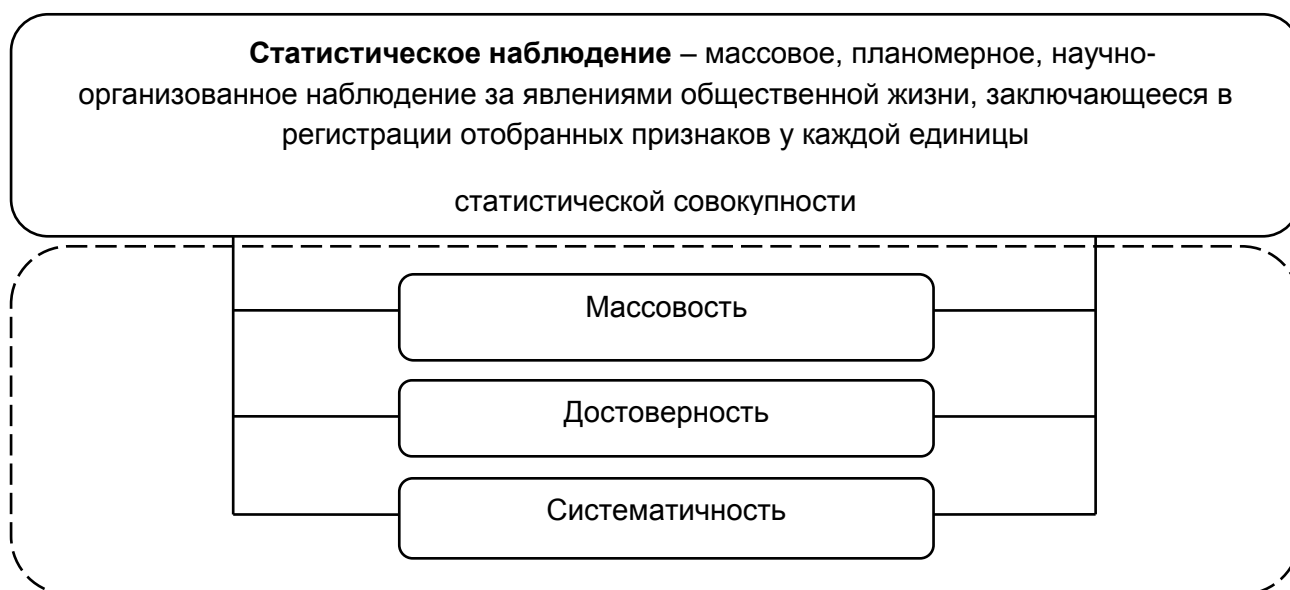 Статистическое наблюдение – массовое, планомерное, научно-
организованное наблюдение за явлениями общественной жизни, заключающееся в
регистрации отобранных признаков у каждой единицы
статистической совокупности
Массовость
Достоверность
Систематичность